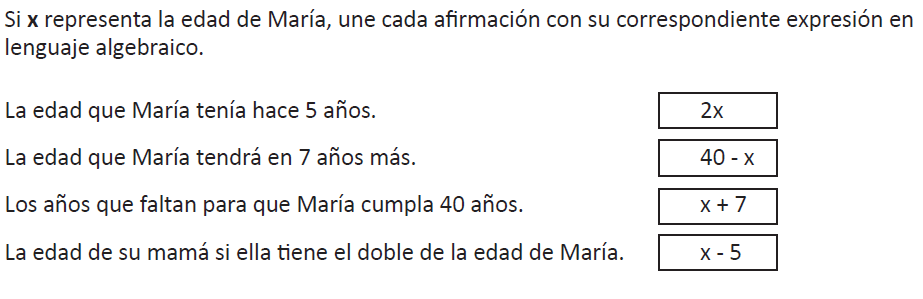 Si x representa la edad de María, une cada afirmación con su correspondiente expresión en
lenguaje algebraico.
La edad que María tenía hace 5 años. 2x
La edad que María tendrá en 7 años más. 40 - x
Los años que faltan para que María cumpla 40 años. x + 7
La edad de su mamá si ella tiene el doble de la edad de María. x - 5